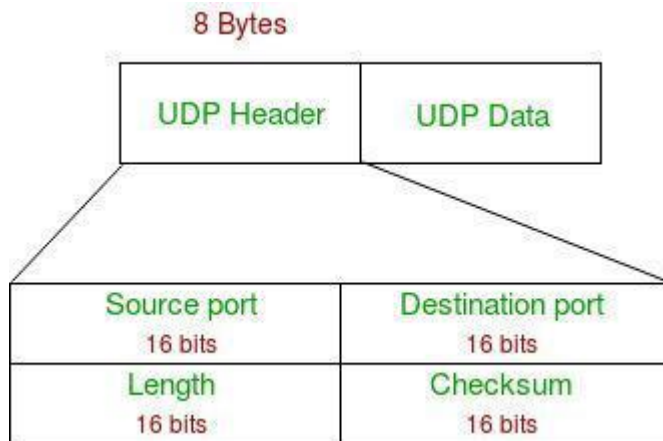 8 Bytes
UDP Header UDP Data
Source port Destination port
16 bits 16 bits
Length Checksum
16 bits 16 bits